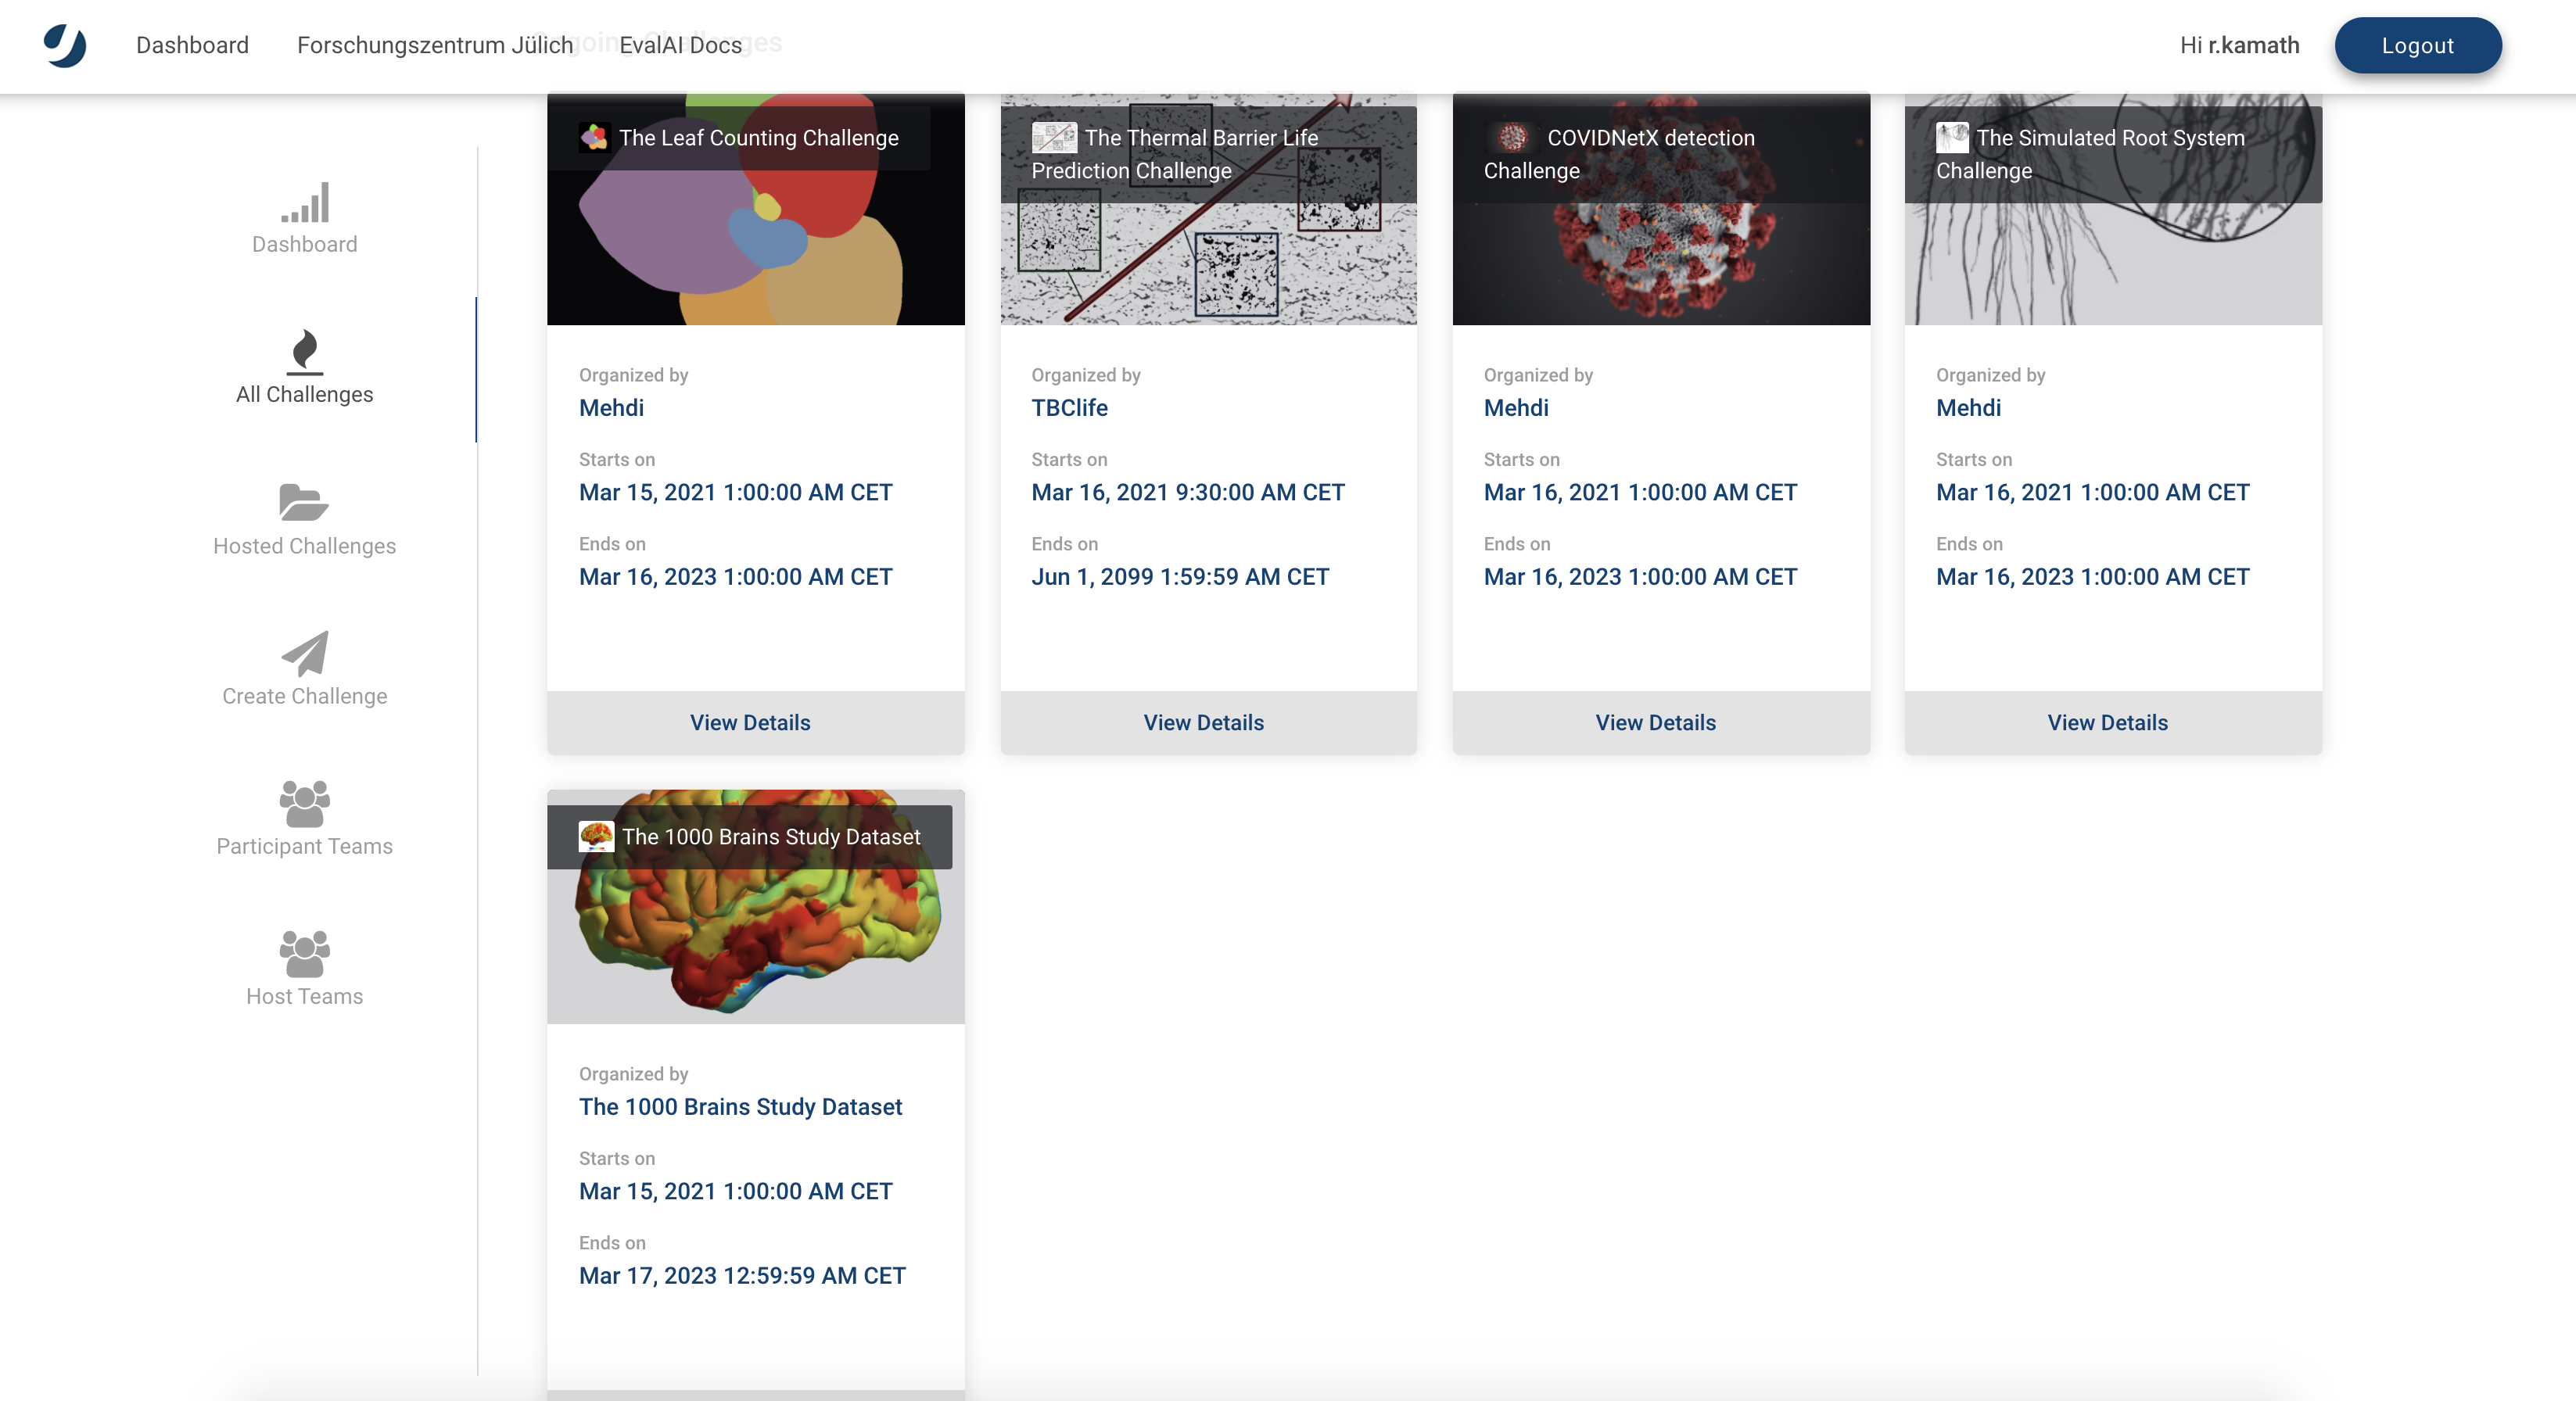 Dashboard
Forschungszentrum Jülich
EvalAI Docs
Ongoing Challenges
Hi r.kamath
Logout
Dashboard
All Challenges
Hosted Challenges
Create Challenge
Participant Teams
Host Teams
The Leaf Counting Challenge
Organized by
Mehdi
Starts on
Mar 15, 2021 1:00:00 AM CET
Ends on
Mar 16, 2023 1:00:00 AM CET
View Details
The Thermal Barrier Life
Prediction Challenge
Organized by
TBClife
Starts on
Mar 16, 2021 9:30:00 AM CET
Ends on
Jun 1, 2099 1:59:59 AM CET
View Details
COVIDNetX detection
Challenge
Organized by
Mehdi
Starts on
Mar 16, 2021 1:00:00 AM CET
Ends on
Mar 16, 2023 1:00:00 AM CET
View Details
The Simulated Root System
Challenge
Organized by
Mehdi
Starts on
Mar 16, 2021 1:00:00 AM CET
Ends on
Mar 16, 2023 1:00:00 AM CET
View Details
The 1000 Brains Study Dataset
Organized by
The 1000 Brains Study Dataset
Starts on
Mar 15, 2021 1:00:00 AM CET
Ends on
Mar 17, 2023 12:59:59 AM CET